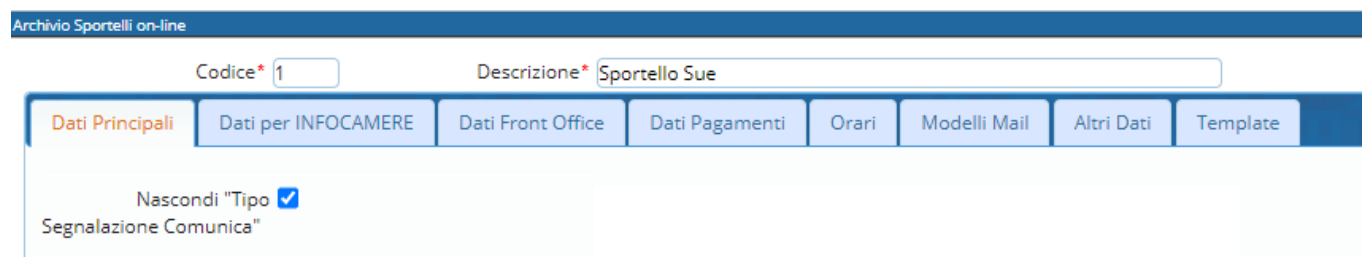 Archivio Sportelli on-line
Codice* 1 Descrizione* Sportello Sue
Dati Principali Dati per INFOCAMERE Dati Front Office Dati Pagamenti Orari Modelli Mail Altri Dati Template
Nascondi "Tipo
Segnalazione Comunica"